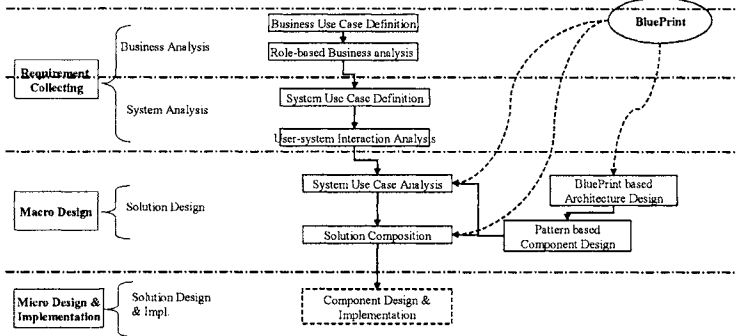 Business Use Case Definition
BluePrint
Business Analysis
Role-based Business analysis
Requirement
Collecting
System Use Case Definition
System Analysis
User-system Interaction Analysis
System Use Case Analysis
BluePrint based
Architecture Design
Macro Design
Solution Design
Solution Composition
Pattern based
Component Design
Micro Design &
Implementation
Solution Design
& Impl.
Component Design &
Implementation